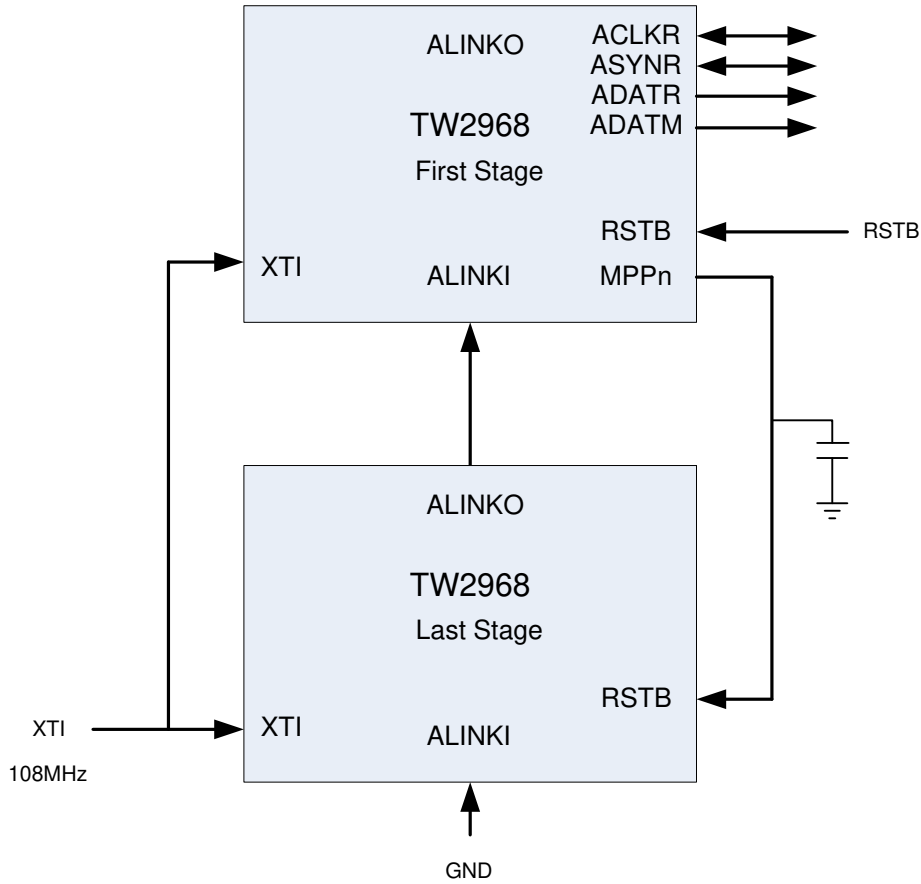 ALINKO
ACLKR
ASYNR
ADATR
ADATM
TW2968
First Stage
RSTB
RSTB
XTI
ALINKI
MPPn
ALINKO
TW2968
Last Stage
RSTB
XTI
XTI
ALINKI
108MHz
GND